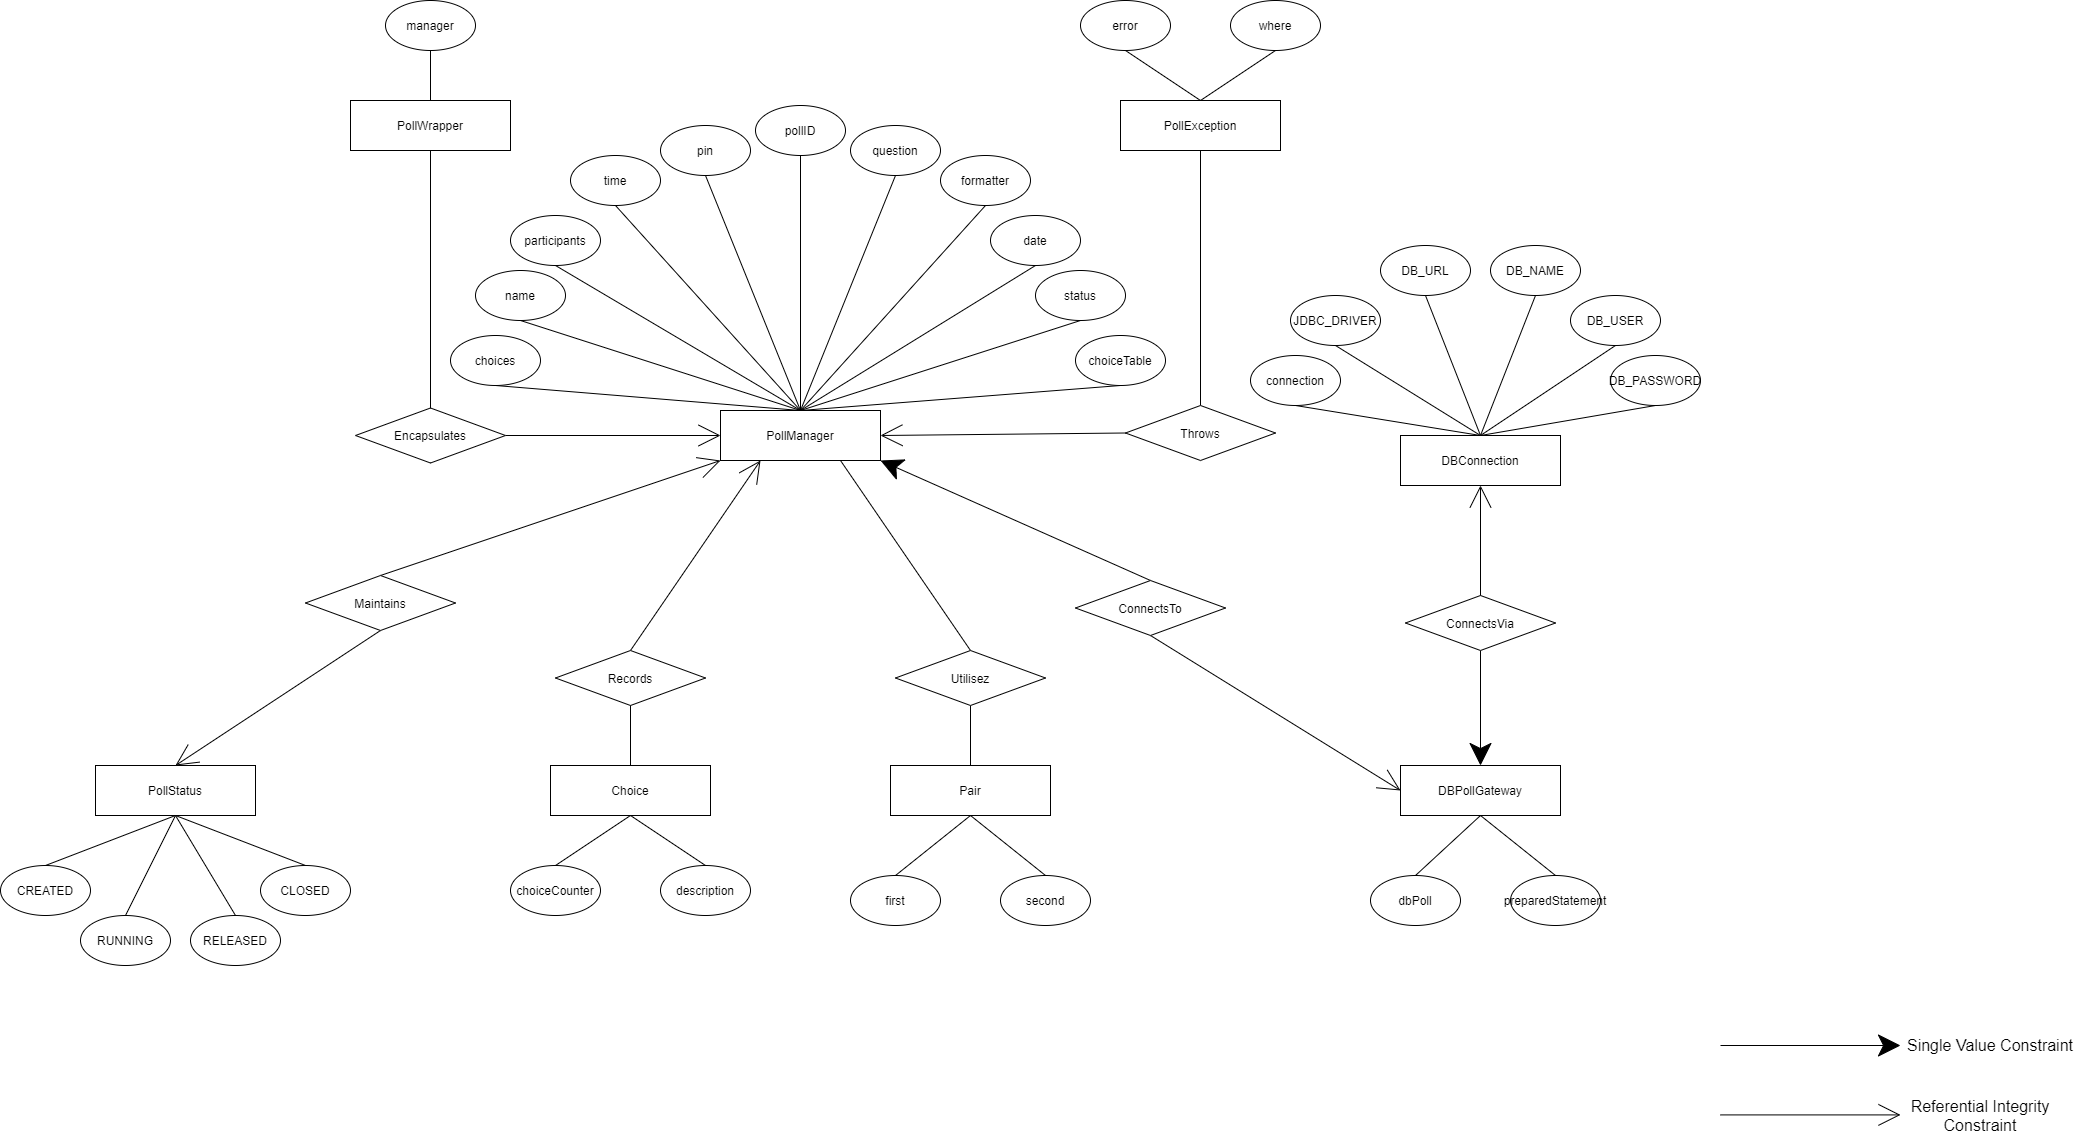 manager
error
where
PollWrapper
PollException
pollID
pin
question
time
formatter
participants
date
name
status
choices
choiceTable
DB_URL
DB_NAME
JDBC_DRIVER
DB_USER
connection
DB_PASSWORD
Encapsulates
PollManager
Throws
DBConnection
Maintains
ConnectsTo
ConnectsVia
Records
Utilisez
PollStatus
Choice
Pair
DBPollGateway
CREATED
CLOSED
choiceCounter
description
first
second
dbPoll
preparedStatement
RUNNING
RELEASED
Single Value Constraint
Referential Integrity
Constraint